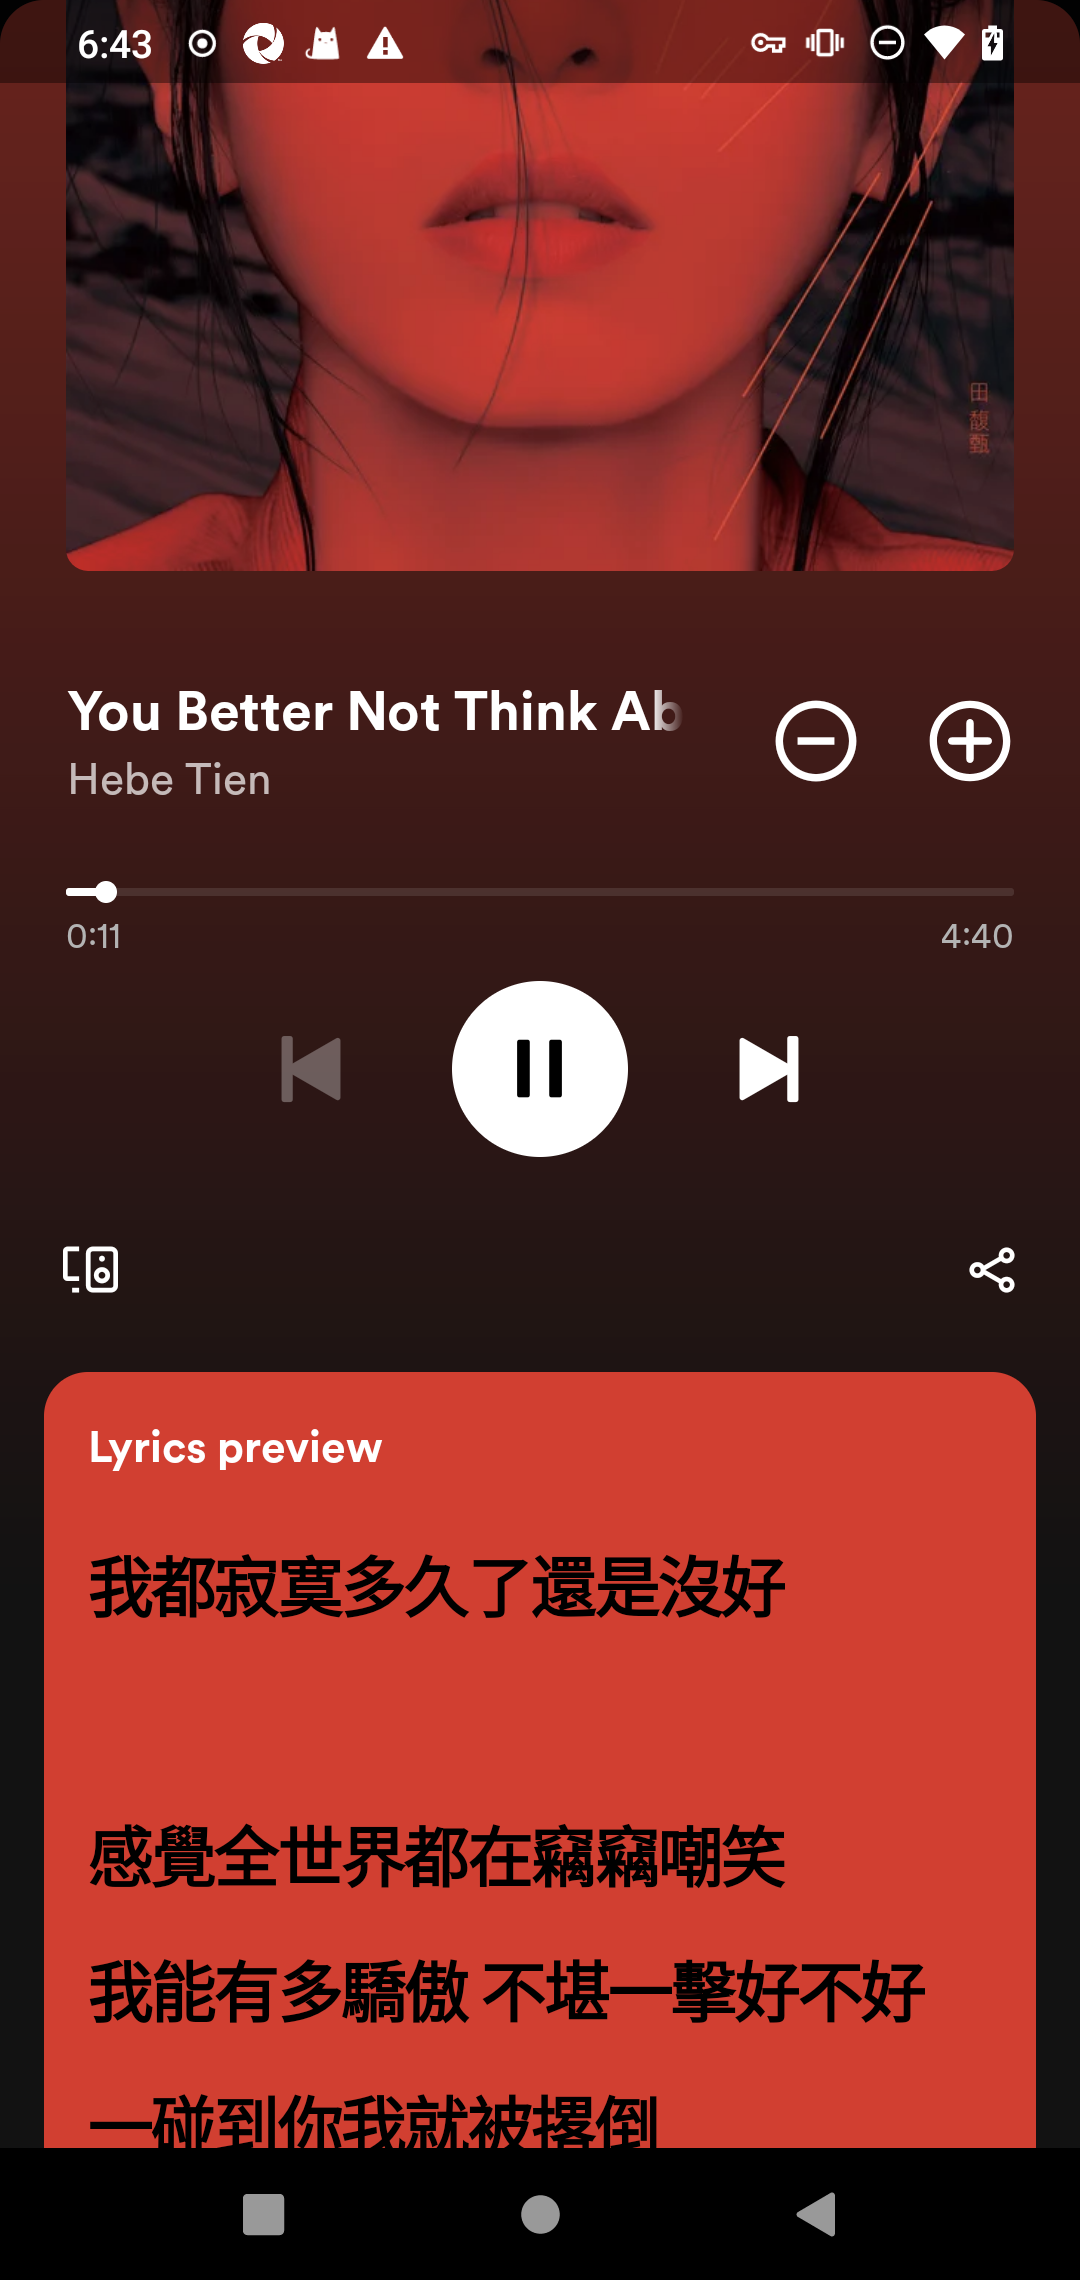 6:43
田
馥
甄
You Better Not Think Ab
Hebe Tien
0:11
4:40
Lyrics preview
我都寂寞多久了還是沒好
感覺全世界都在竊竊嘲笑
我能有多驕傲 不堪一擊好不好
一碰到你我就被撂倒